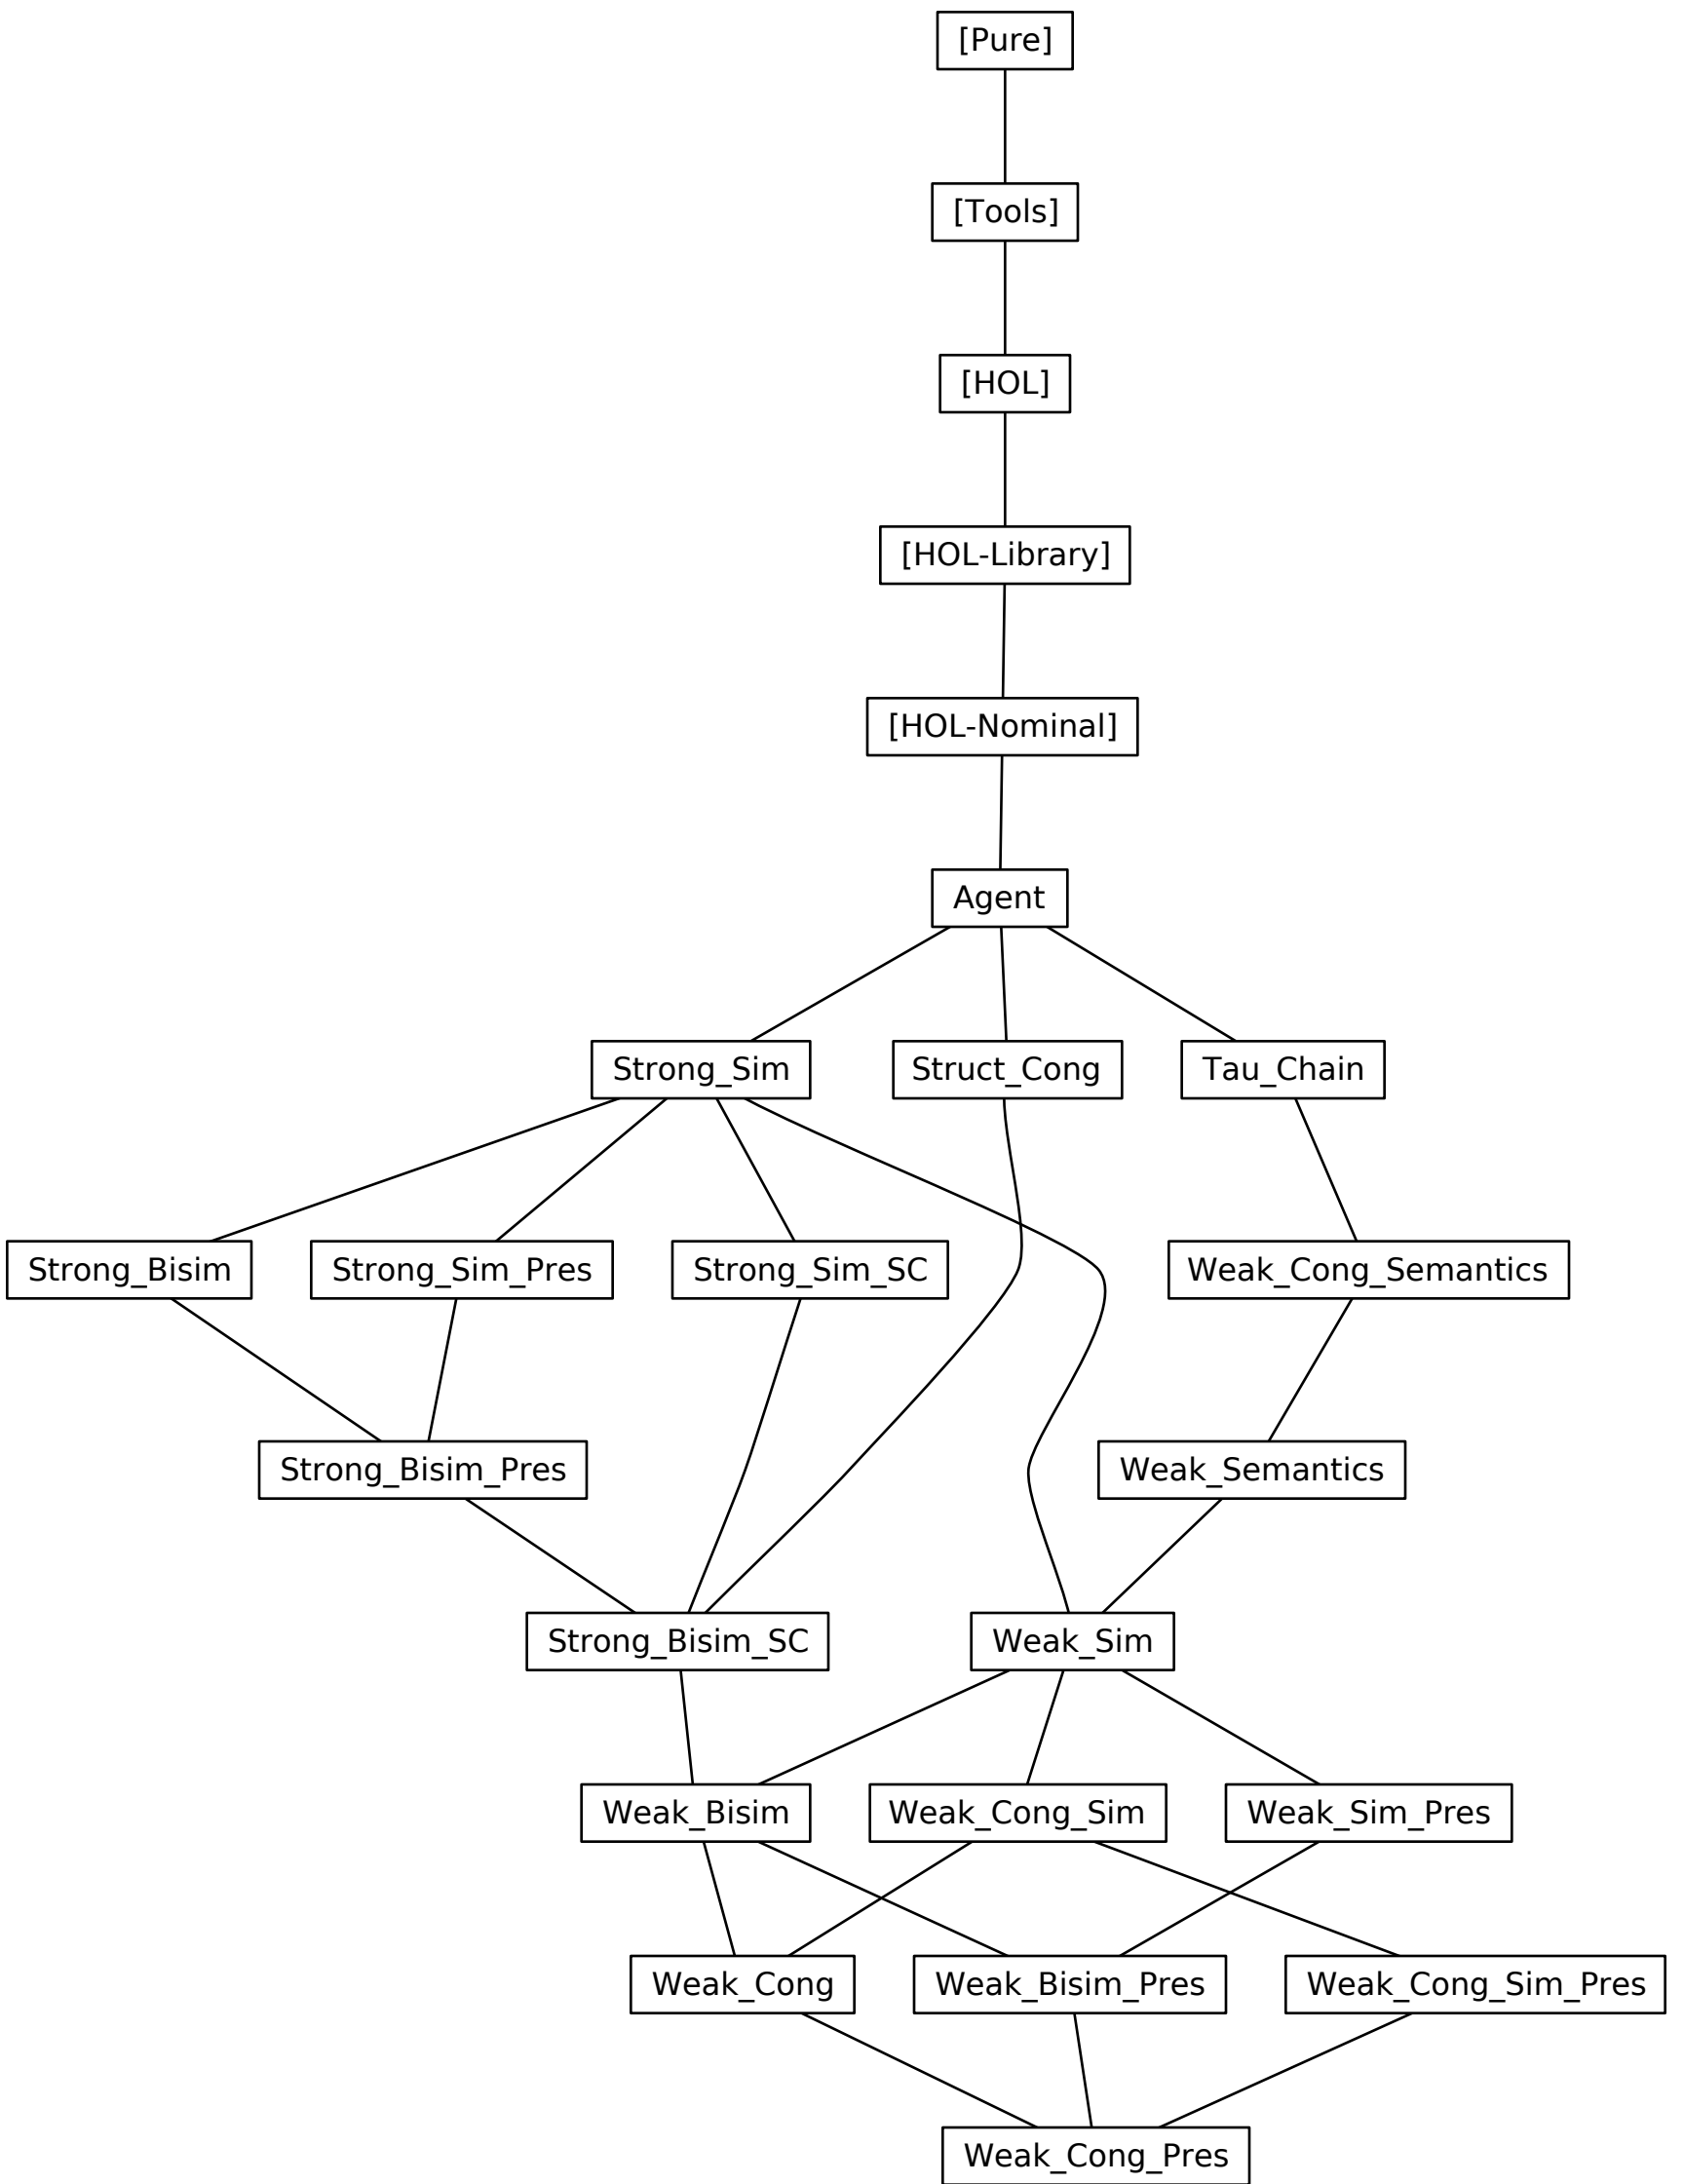 [Pure]
[Tools]
[HOL]
[HOL-Library]
[HOL-Nominal]
Agent
Strong_Sim
Struct_Cong
Tau_Chain
Strong_Bisim
Strong_Sim_Pres
Strong_Sim_SC
Weak_Cong_Semantics
Strong_Bisim_Pres
Weak_Semantics
Strong_Bisim_SC
Weak_Sim
Weak_Bisim
Weak_Cong_Sim
Weak_Sim_Pres
Weak_Cong
Weak_Bisim_Pres
Weak_Cong_Sim_Pres
Weak_Cong_Pres